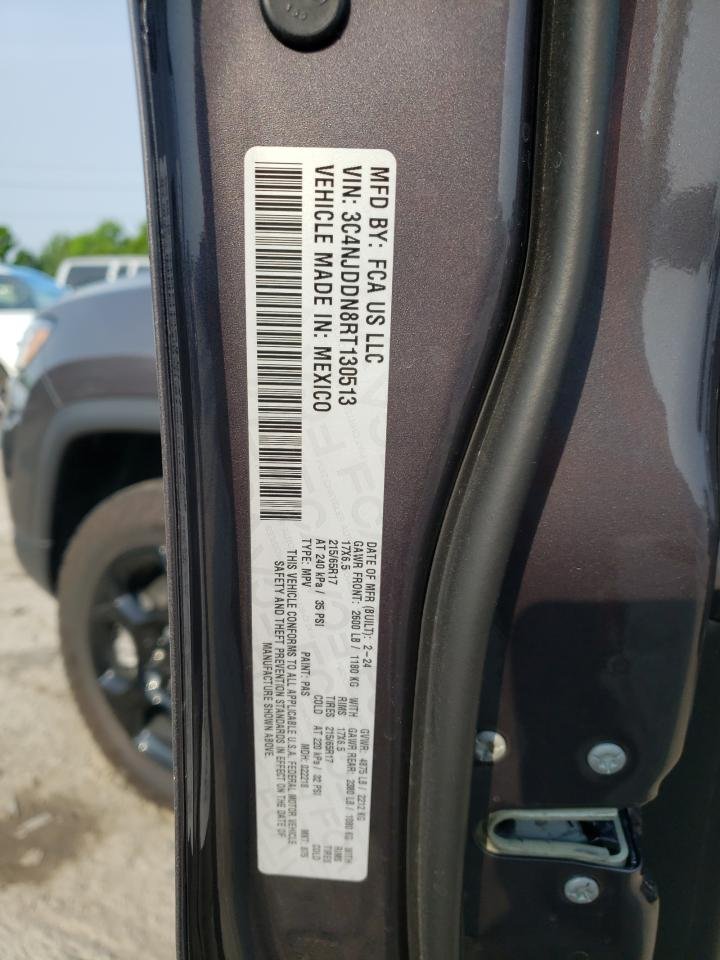 MFD BY: FCA US LLC
VIN: 3C4NJDDN8RT130513
VEHICLE MADE IN: MEXICO
DATE OF MFR (BUILT): 2-24 GVWR: 4875 LB / 2212 KG
GAWR FRONT: 2600 LB / 1180 KG WITH GAWR REAR: LB / KG WITH
17X6.5 RIMS 17X6.5 RIMS
215/65R17 TIRES 215/65R17 TIRES
AT 240 kPa / 35 PSI COLD AT 220 kPa / 32 PSI COLD
TYPE: MPV PAINT: PAS MDH: 022218
THIS VEHICLE CONFORMS TO ALL APPLICABLE U.S.A. FEDERAL MOTOR VEHICLE
SAFETY AND THEFT PREVENTION STANDARDS IN EFFECT ON THE DATE OF
MANUFACTURE SHOWN ABOVE.